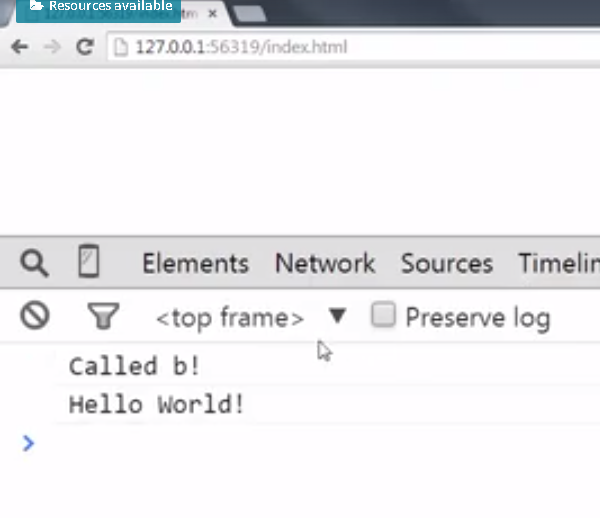 Resources available
127.0.0.1:56319/index.html
Elements Network Sources Timelin
<top frame> ▼ Preserve log
Called b!
Hello World!
>